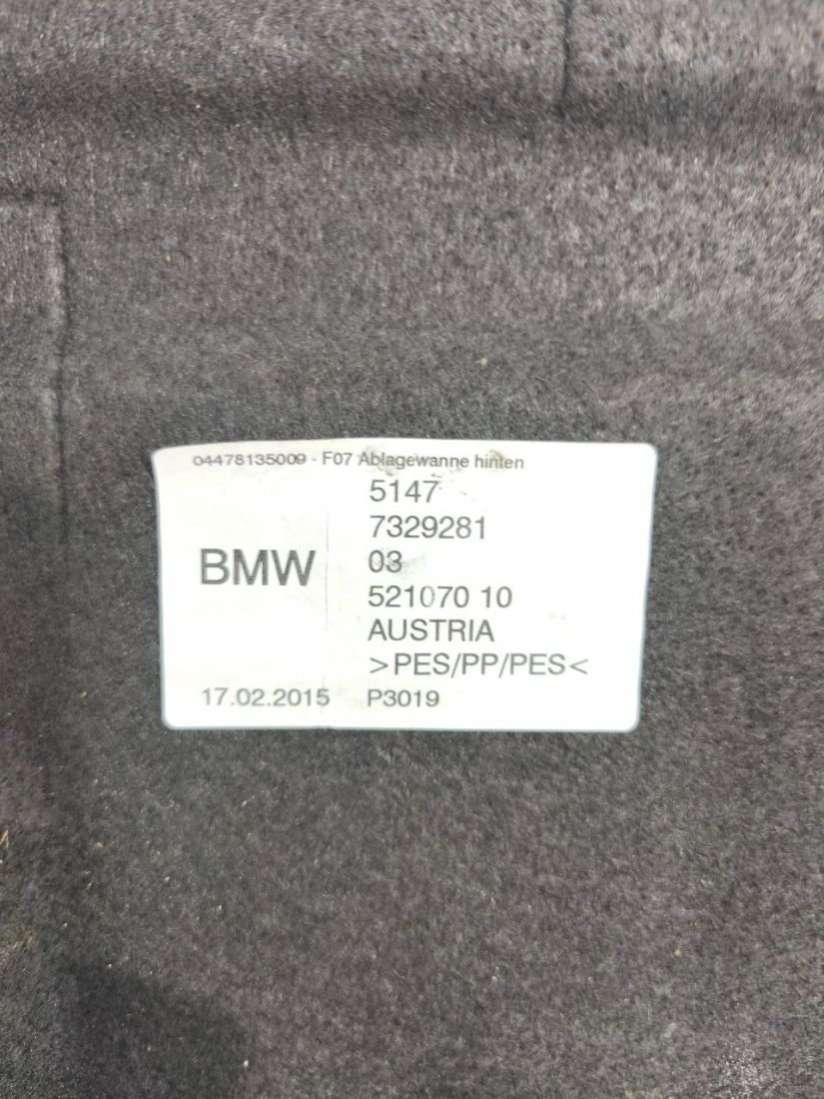 04478135009 - F07 Ablagewanne hinten
5147
7329281
BMW 03
521070 10
AUSTRIA
>PES/PP/PES<
17.02.2015 P3019